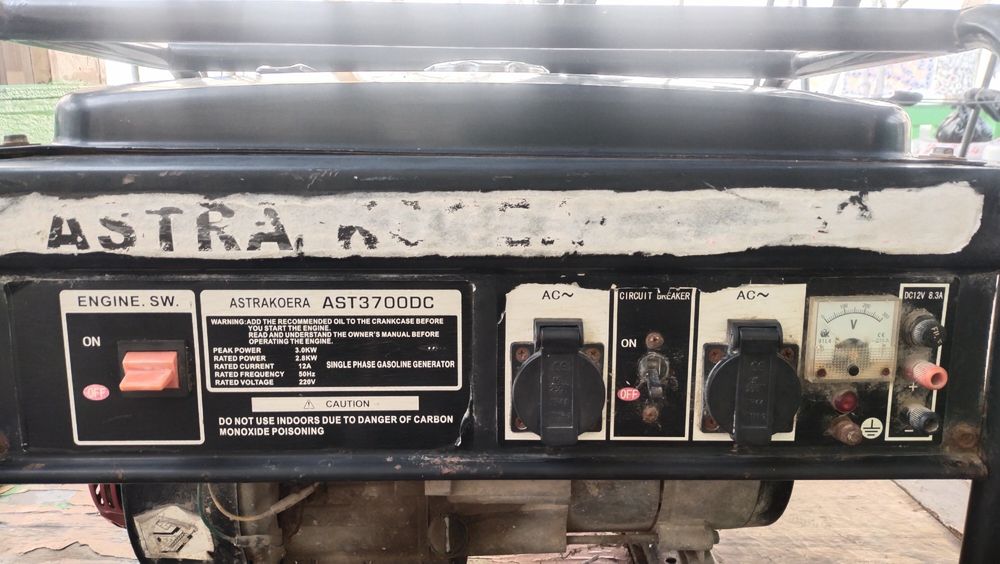 ASTRA
ENGINE. SW.
ON
OFF
ASTRAKOERA AST3700DC
WARNING:ADD THE RECOMMENDED OIL TO THE CRANKCASE BEFORE
YOU START THE ENGINE.
READ AND UNDERSTAND THE OWNER'S MANUAL BEFORE
OPERATING THE ENGINE.
PEAK POWER 3.0KW
RATED POWER 2.8KW
RATED CURRENT 12A
RATED FREQUENCY 50Hz
RATED VOLTAGE 220V
SINGLE PHASE GASOLINE GENERATOR
CAUTION
DO NOT USE INDOORS DUE TO DANGER OF CARBON
MONOXIDE POISONING
AC~
CIRCUIT BREAKER
ON
OFF
AC~
V
DC12V 8.3A
+
-